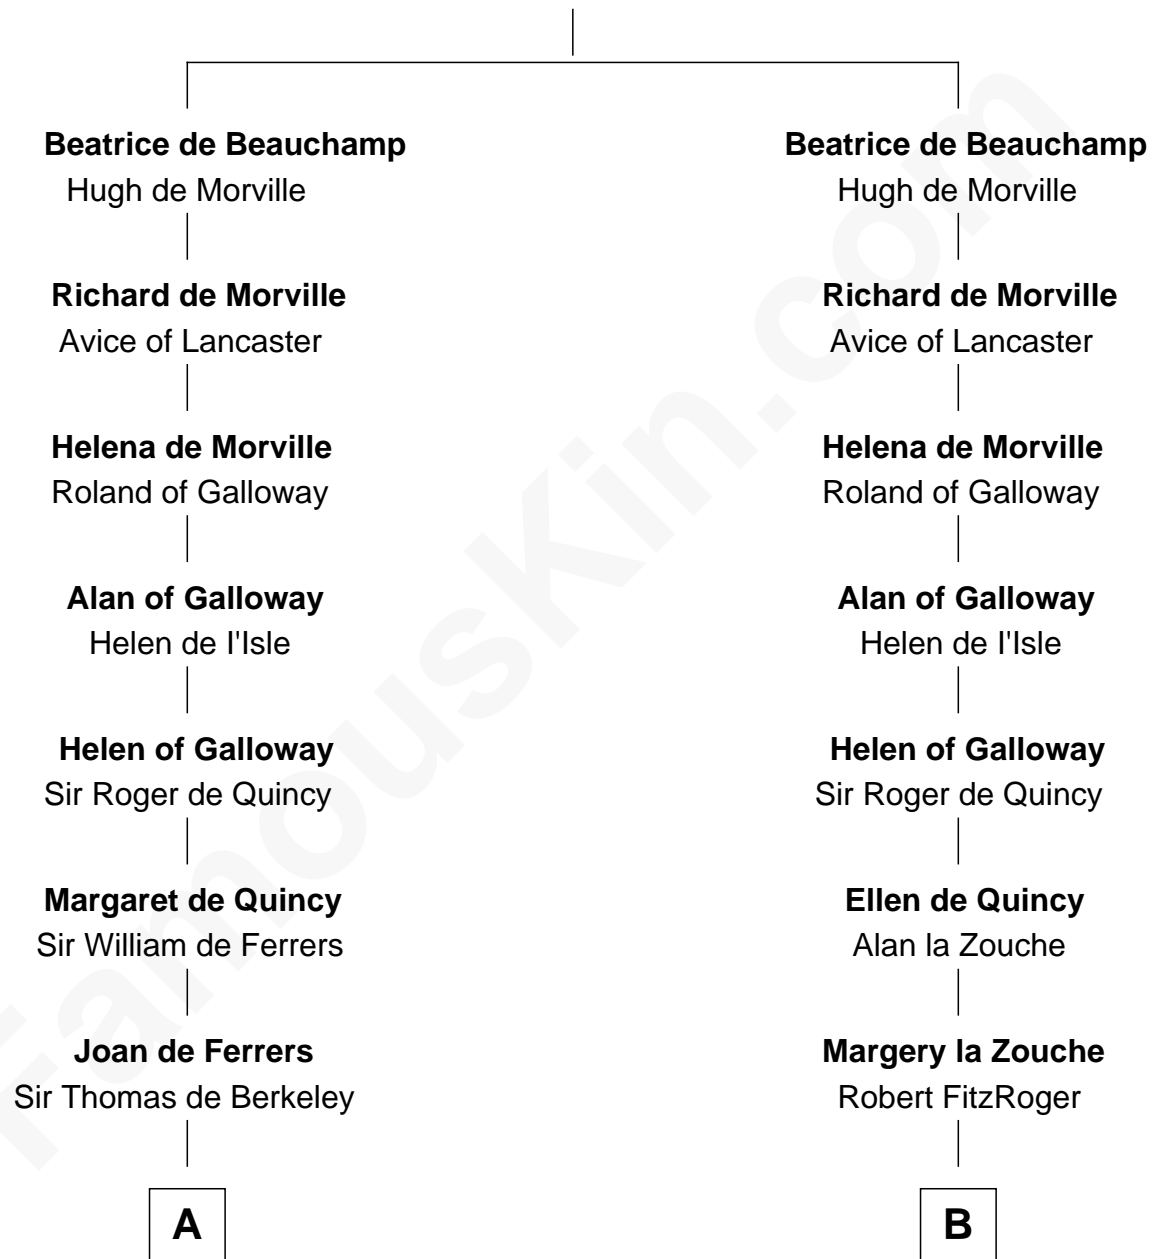 Beatrice de Beauchamp
Hugh de Morville
Richard de Morville
Avice of Lancaster
Helena de Morville
Roland of Galloway
Alan of Galloway
Helen de I'Isle
Helen of Galloway
Sir Roger de Quincy
Margaret de Quincy
Sir William de Ferrers
Joan de Ferrers
Sir Thomas de Berkeley
A
Beatrice de Beauchamp
Hugh de Morville
Richard de Morville
Avice of Lancaster
Helena de Morville
Roland of Galloway
Alan of Galloway
Helen de I'Isle
Helen of Galloway
Sir Roger de Quincy
Ellen de Quincy
Alan la Zouche
Margery la Zouche
Robert FitzRoger
B
FamousKin.com